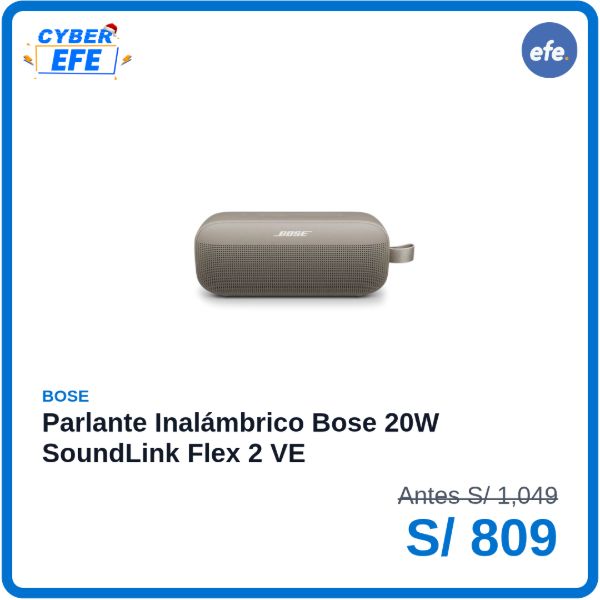 CYBER
EFE
efe.
BOSE
BOSE
Parlante Inalámbrico Bose 20W
SoundLink Flex 2 VE
Antes S/ 1,049
S/ 809